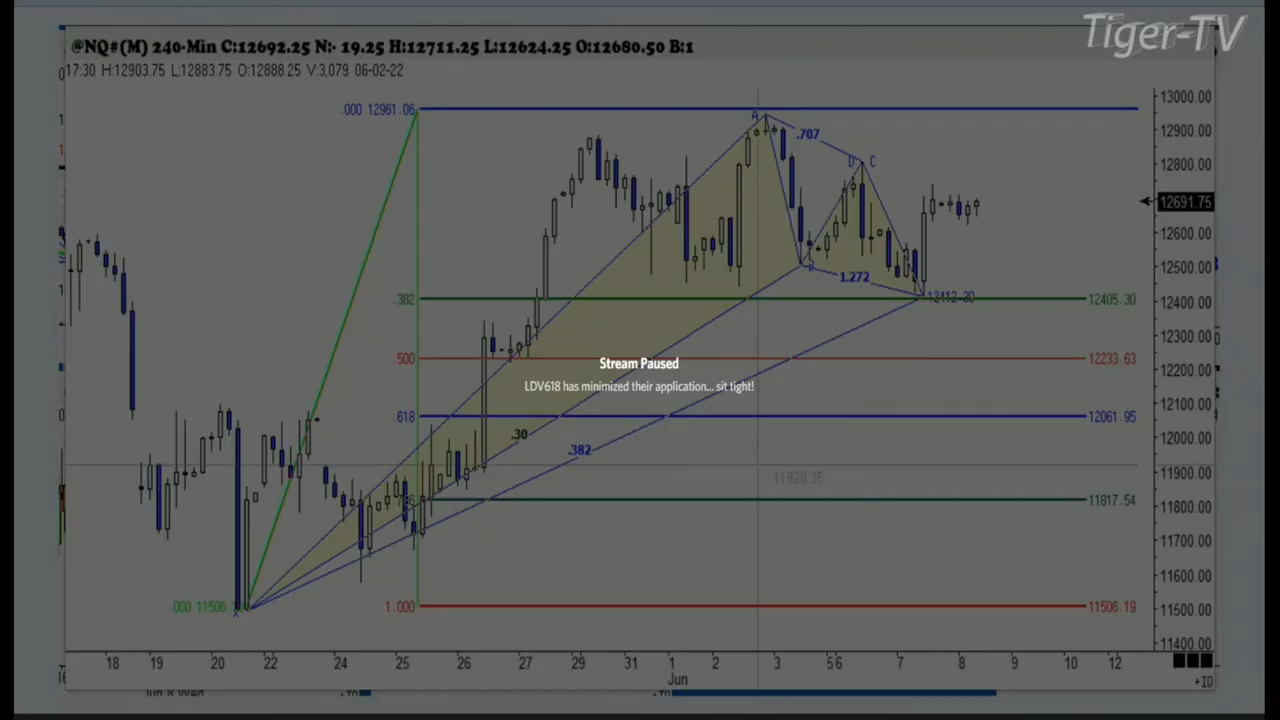 Tiger-TV
@NQ#(M) 240-Min C:12692.25 N:- 19.25 H:12711.25 L:12624.25 O:12680.50 B:1
17:30 H:12903.75 L:12883.75 O:12888.25 V:3,079 06-02-22
.000 12961.06
A
.707
D C
B
1.272
12412.30
.382
12405.30
.500
12233.63
Stream Paused
LDV618 has minimized their application... sit tight!
.618
12061.95
.30
.382
11920.35
11817.54
.000 11506
X
1.000
11506.19
13000.00
12900.00
12800.00
12691.75
12600.00
12500.00
12400.00
12300.00
12200.00
12100.00
12000.00
11900.00
11800.00
11700.00
11600.00
11500.00
11400.00
18 19 20 22 24 25 26 27 29 31 1 2 3 5 6 7 8 9 10 12
Jun
+IQ
Jun 8 Wed